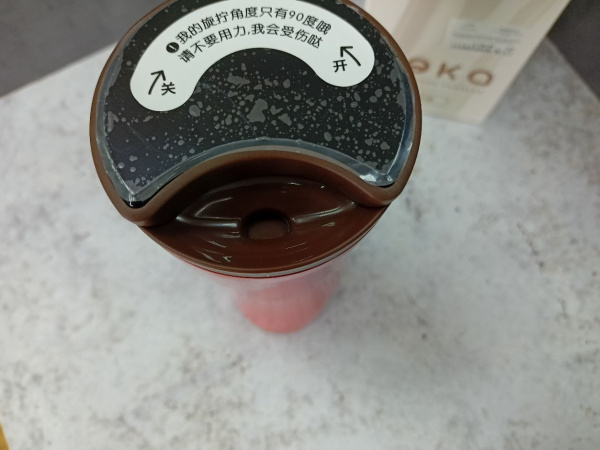 ❶我的旋拧角度只有90度哦
请不要用力,我会受伤哒
关
开
OKO